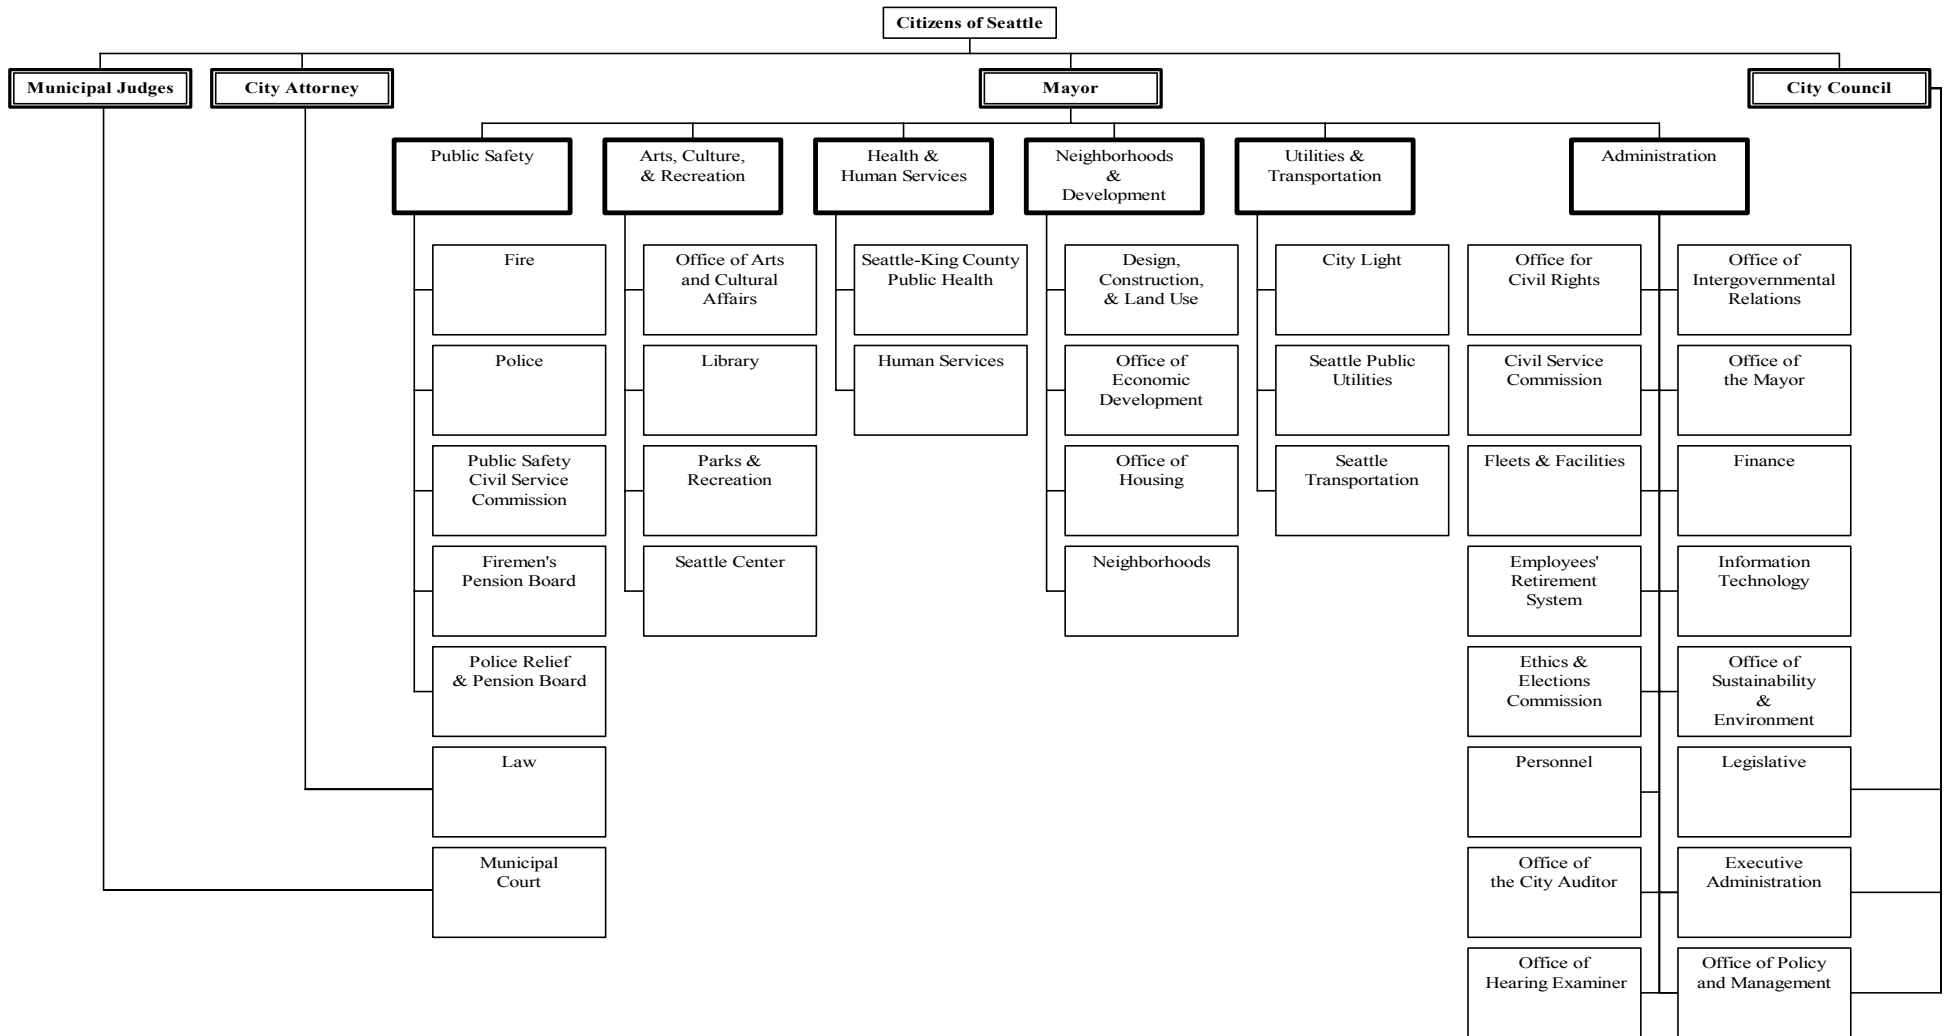 Citizens of Seattle
Municipal Judges
City Attorney
Mayor
City Council
Public Safety
Arts, Culture,
& Recreation
Health &
Human Services
Neighborhoods
&
Development
Utilities &
Transportation
Administration
Fire
Police
Public Safety
Civil Service
Commission
Firemen's
Pension Board
Police Relief
& Pension Board
Law
Municipal
Court
Office of Arts
and Cultural
Affairs
Library
Parks &
Recreation
Seattle Center
Seattle-King County
Public Health
Human Services
Design,
Construction,
& Land Use
Office of
Economic
Development
Office of
Housing
Neighborhoods
City Light
Seattle Public
Utilities
Seattle
Transportation
Office for
Civil Rights
Civil Service
Commission
Fleets & Facilities
Employees'
Retirement
System
Ethics &
Elections
Commission
Personnel
Office of
the City Auditor
Office of
Hearing Examiner
Office of
Intergovernmental
Relations
Office of
the Mayor
Finance
Information
Technology
Office of
Sustainability
&
Environment
Legislative
Executive
Administration
Office of Policy
and Management